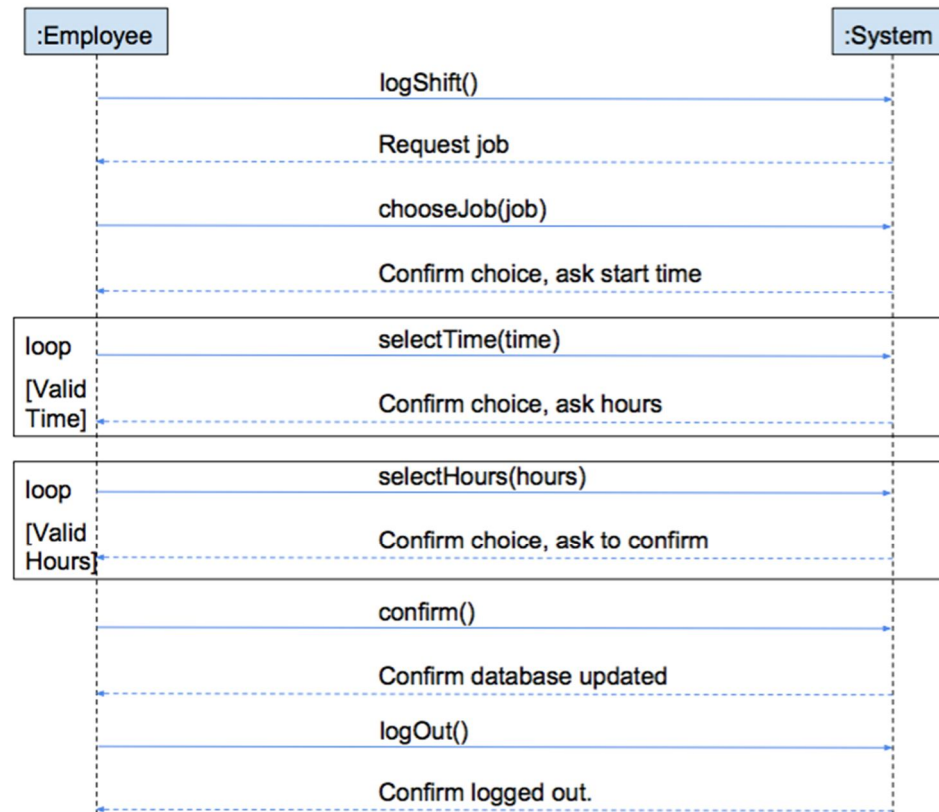 :Employee
:System
logShift()
Request job
chooseJob(job)
Confirm choice, ask start time
loop
selectTime(time)
[Valid
Time]
Confirm choice, ask hours
loop
selectHours(hours)
[Valid
Hours]
Confirm choice, ask to confirm
confirm()
Confirm database updated
logOut()
Confirm logged out.